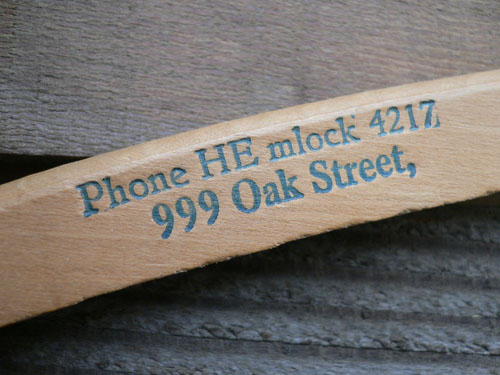 Phone HE mlock 4217
999 Oak Street,